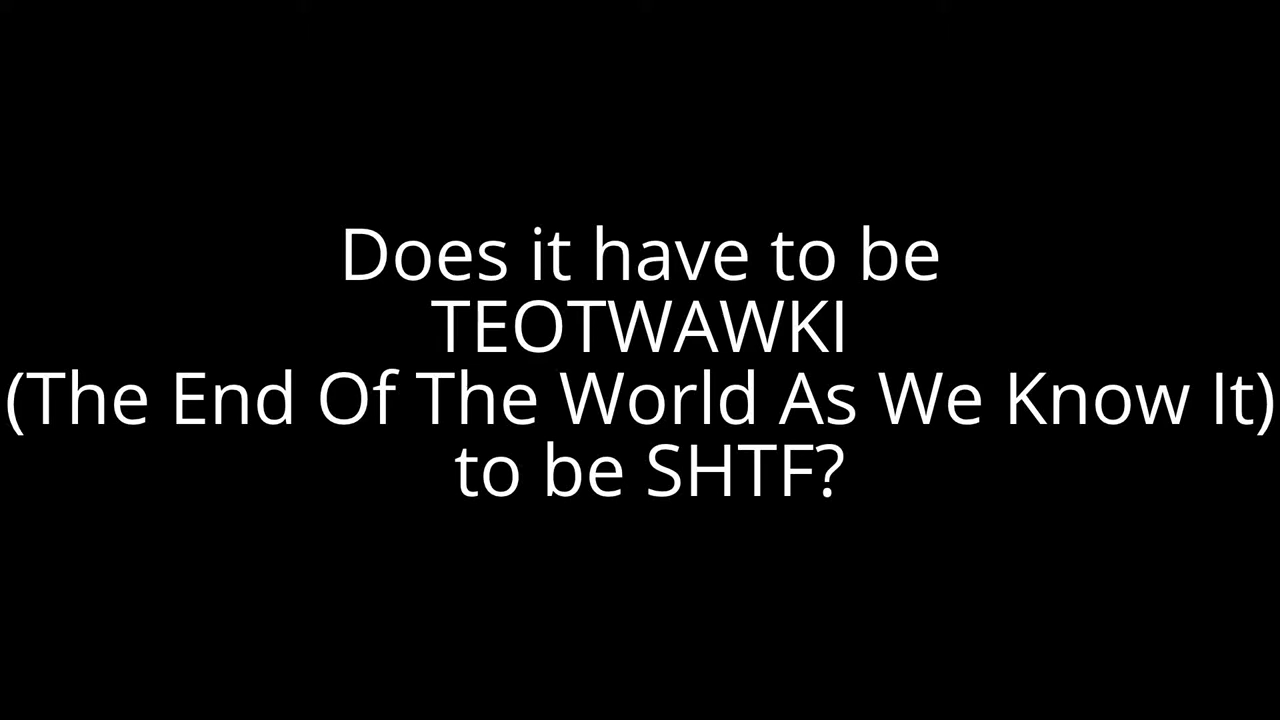 Does it have to be
TEOTWAWKI
(The End Of The World As We Know It)
to be SHTF?